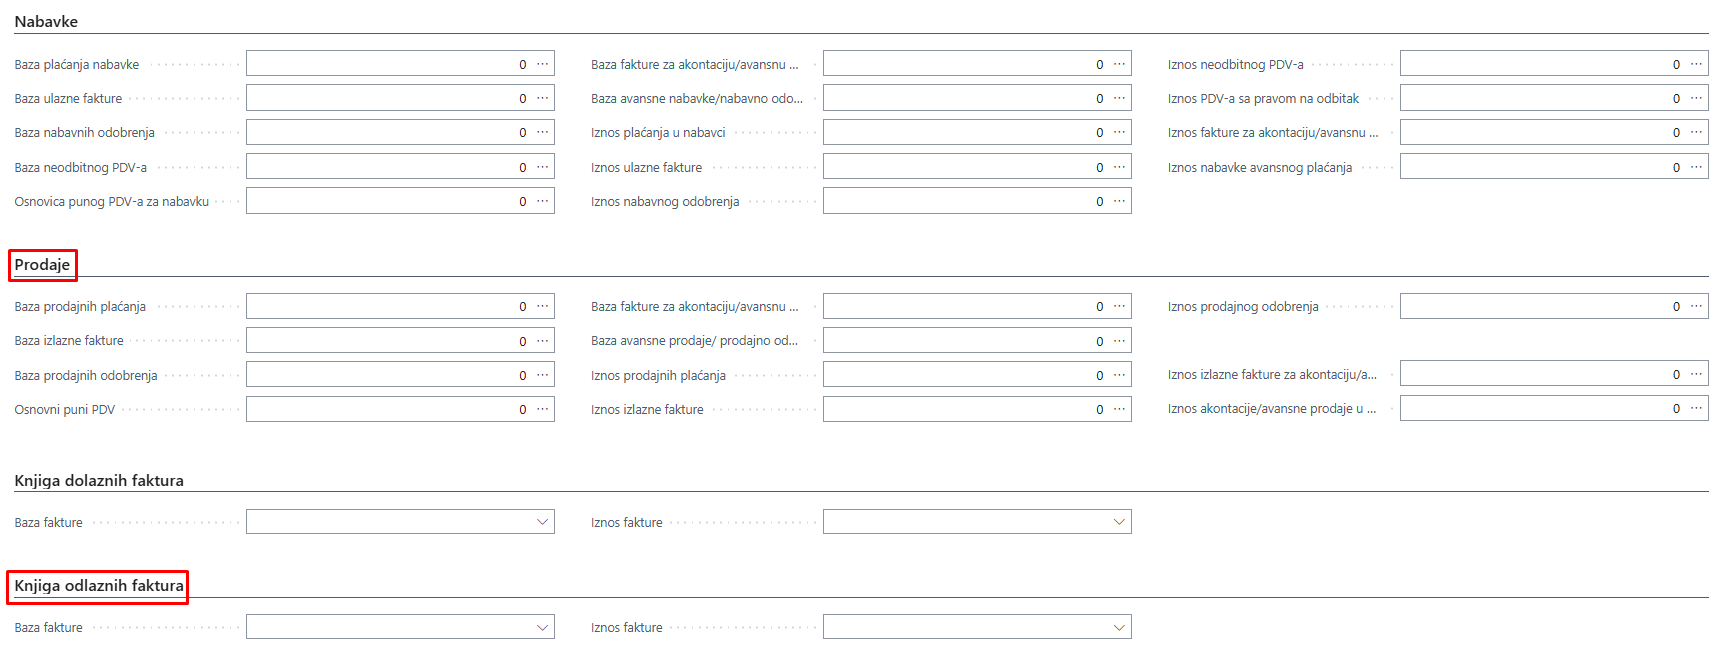 Nabavke
Baza plaćanja nabavke 0 ... Baza fakture za akontaciju/avansnu ... 0 ... Iznos neodbitnog PDV-a 0 ...
Baza ulazne fakture 0 ... Baza avansne nabavke/nabavno odo... 0 ... Iznos PDV-a sa pravom na odbitak 0 ...
Baza nabavnih odobrenja 0 ... Iznos plaćanja u nabavci 0 ... Iznos fakture za akontaciju/avansnu ... 0 ...
Baza neodbitnog PDV-a 0 ... Iznos ulazne fakture 0 ... Iznos nabavke avansnog plaćanja 0 ...
Osnovica punog PDV-a za nabavku 0 ... Iznos nabavnog odobrenja 0 ...
Prodaje
Baza prodajnih plaćanja 0 ... Baza fakture za akontaciju/avansnu ... 0 ... Iznos prodajnog odobrenja 0 ...
Baza izlazne fakture 0 ... Baza avansne prodaje/ prodajno od... 0 ...
Baza prodajnih odobrenja 0 ... Iznos prodajnih plaćanja 0 ... Iznos izlazne fakture za akontaciju/a... 0 ...
Osnovni puni PDV 0 ... Iznos izlazne fakture 0 ... Iznos akontacije/avansne prodaje u ... 0 ...
Knjiga dolaznih faktura
Baza fakture Iznos fakture
Knjiga odlaznih faktura
Baza fakture Iznos fakture